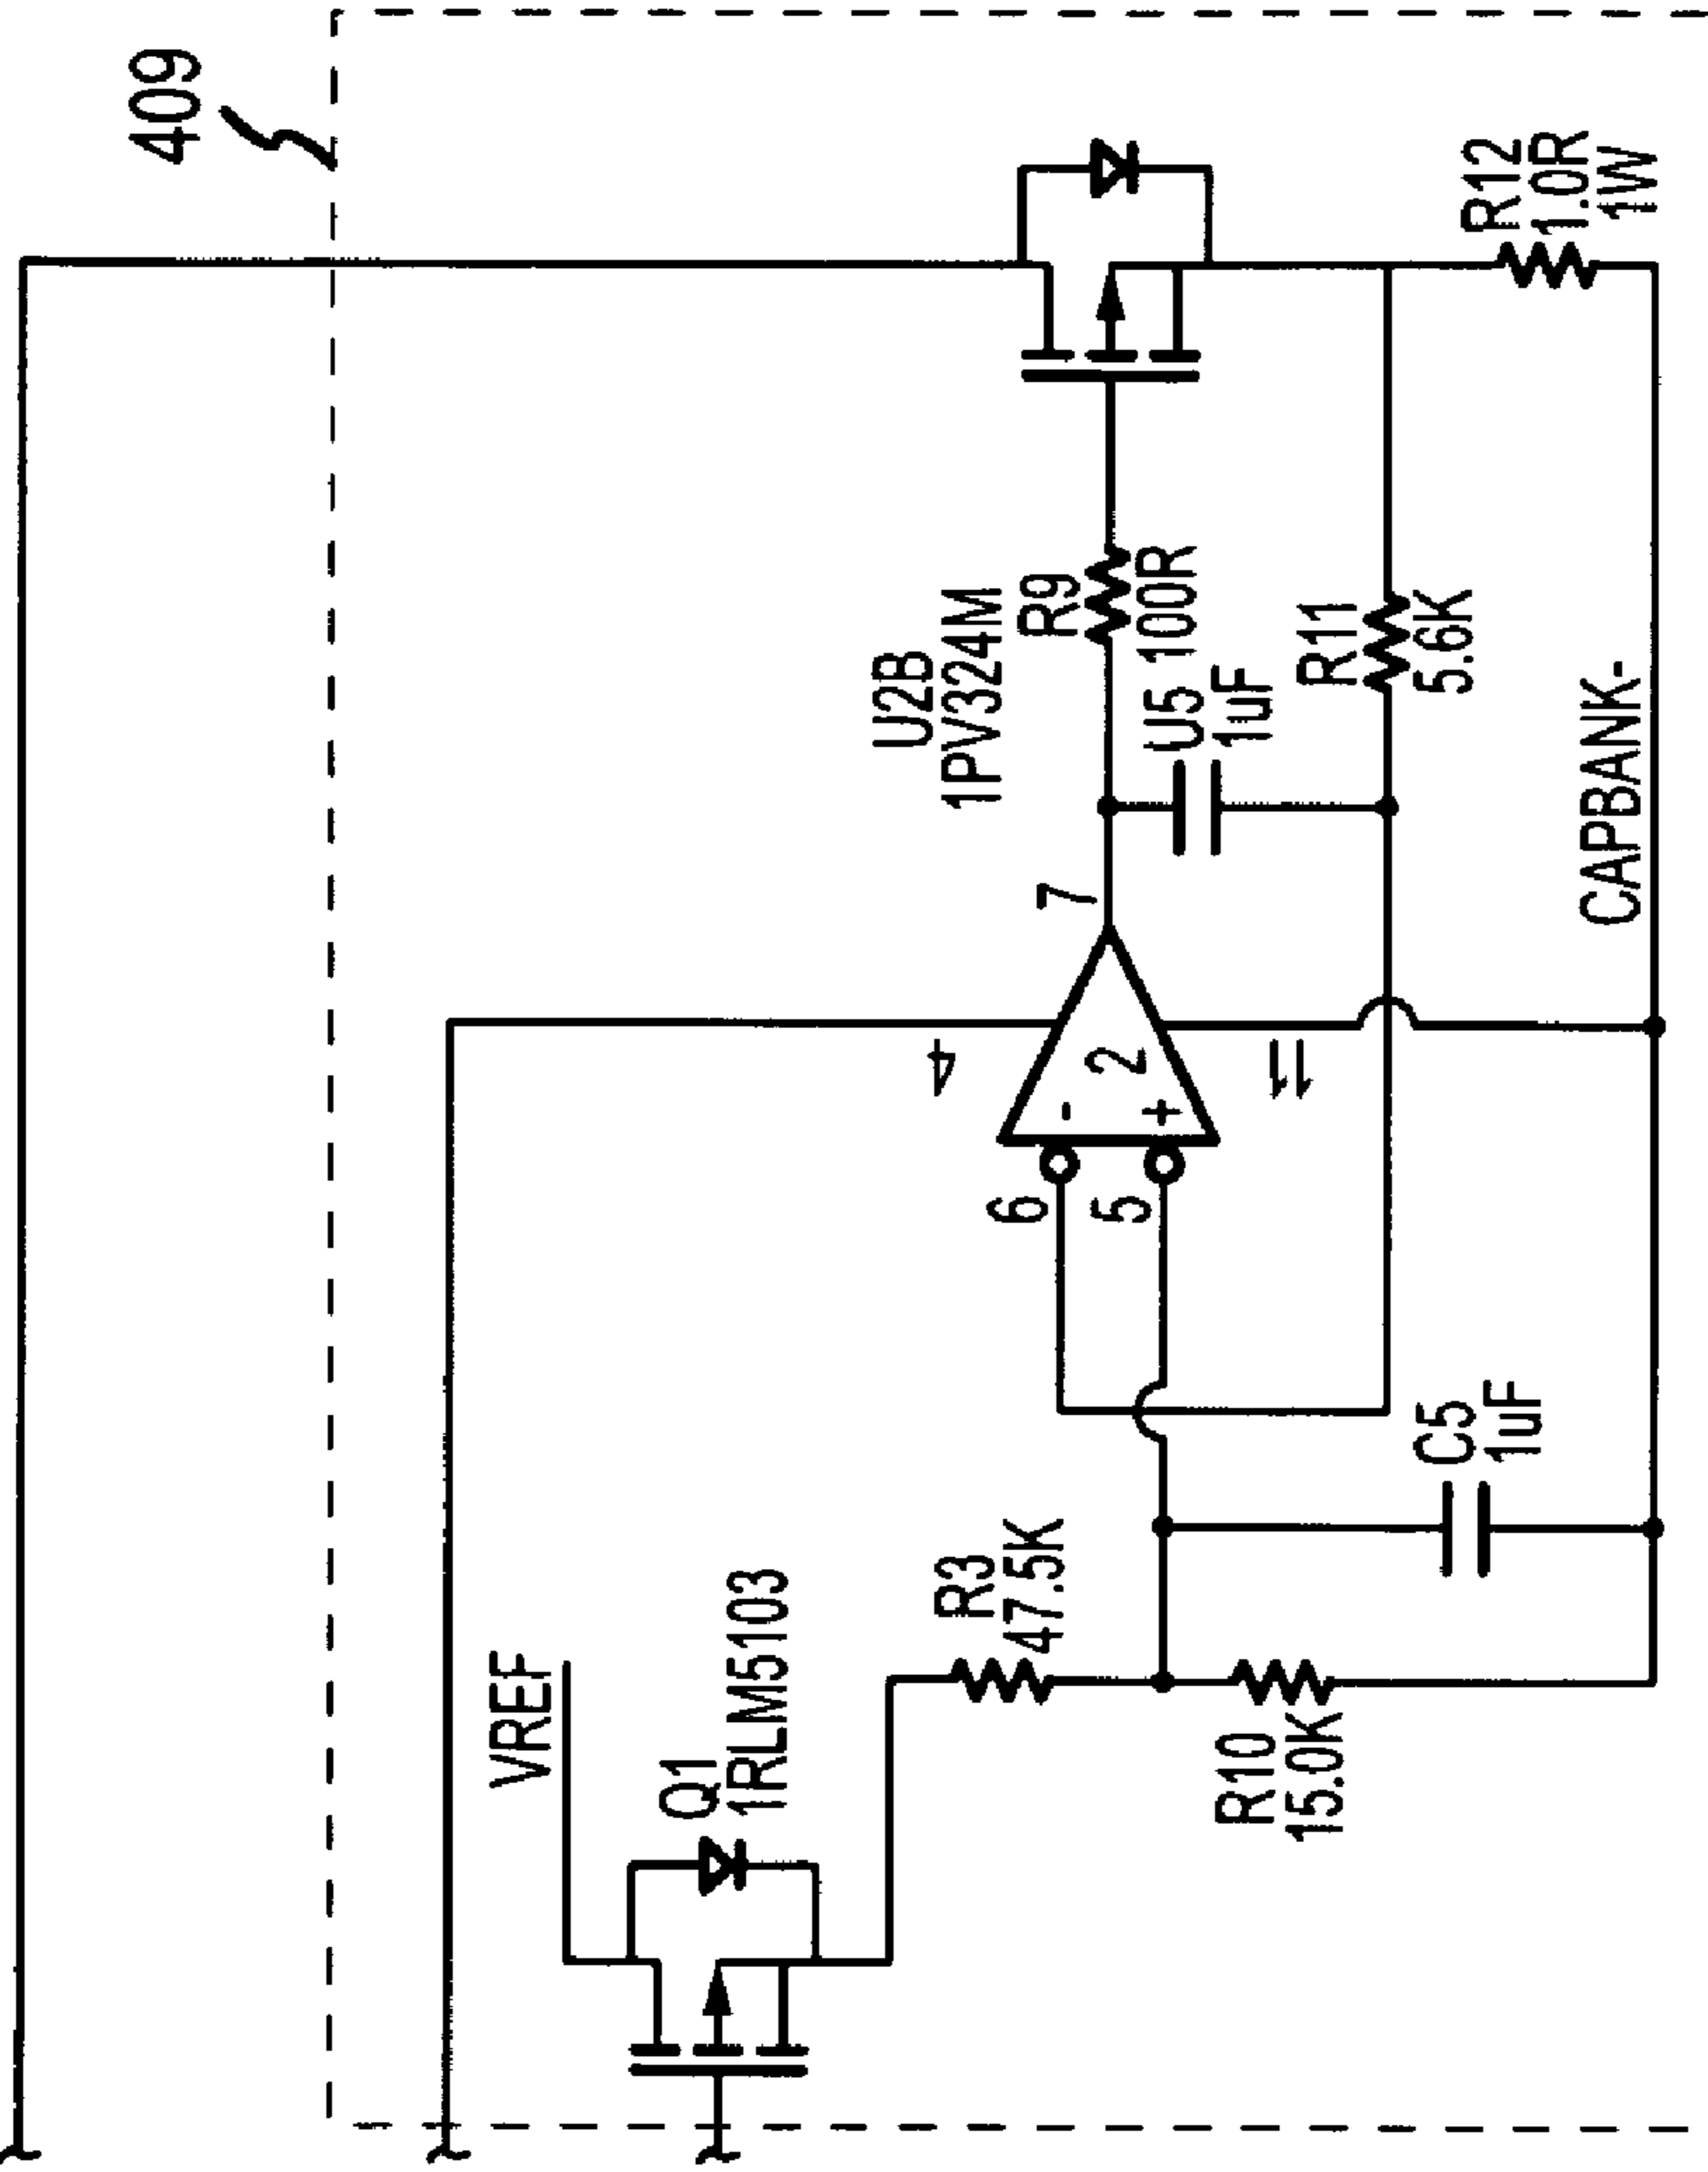 409
VREF
Q1
1RLM5103
R3
47.5K
R10
15.0K
C5
1uF
6
5
4
-
2
+
11
7
U2B
1PV324M
R9
100R
U5
1uF
R11
5.6K
CAPBANK-
R12
1.0R
1W